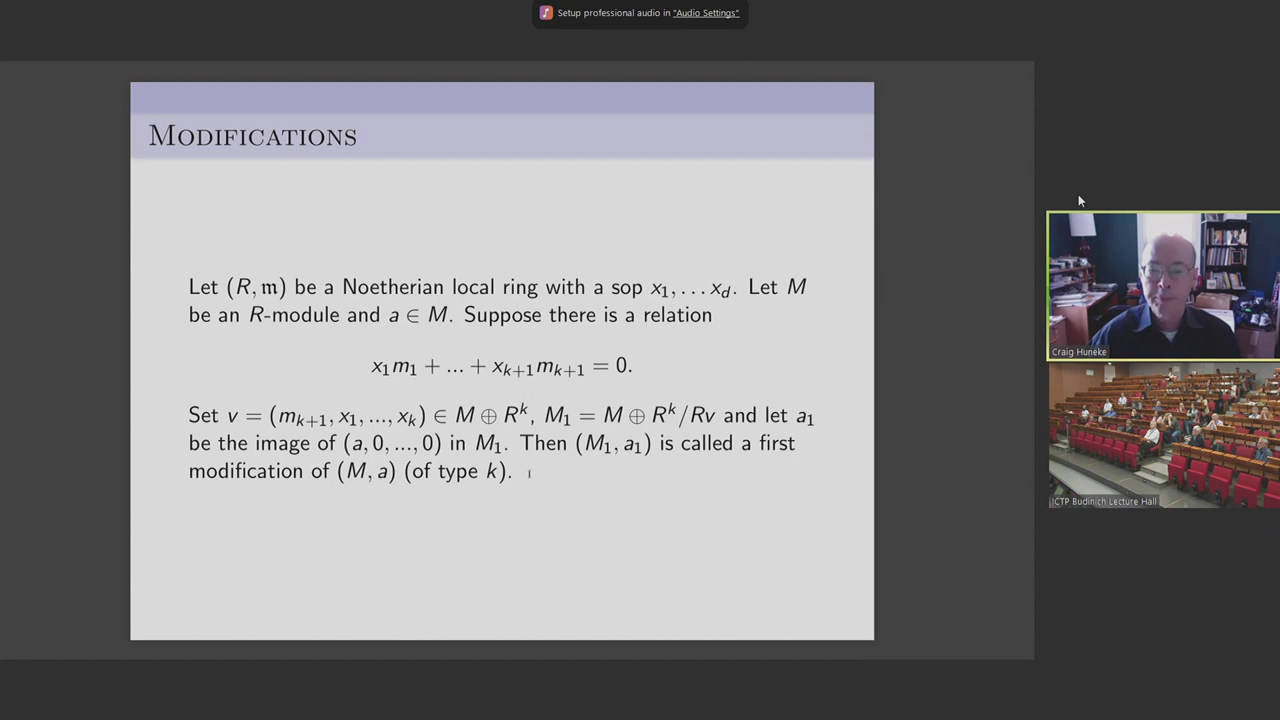 Setup professional audio in "Audio Settings"
MODIFICATIONS
Let (R, 𝔪) be a Noetherian local ring with a sop x₁, . . . x_d. Let M
be an R-module and a ∈ M. Suppose there is a relation
x₁m₁ + ... + x_{k+1}m_{k+1} = 0.
Set v = (m_{k+1}, x₁, ..., x_k) ∈ M ⊕ R^k, M₁ = M ⊕ R^k/Rv and let a₁
be the image of (a, 0, ..., 0) in M₁. Then (M₁, a₁) is called a first
modification of (M, a) (of type k).
Craig Huneke
ICTP Budinich Lecture Hall